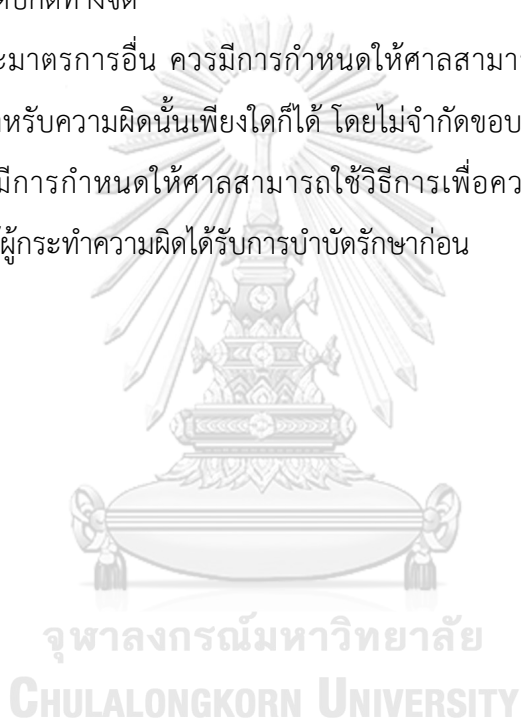 ะมาตรการอื่น ควรมีการกำหนดให้ศาลสามาร
หรับความผิดนั้นเพียงใดก็ได้ โดยไม่จำกัดขอบ
มีการกำหนดให้ศาลสามารถใช้วิธีการเพื่อคว
ผู้กระทำความผิดได้รับการบำบัดรักษาก่อน
จุฬาลงกรณ์มหาวิทยาลัย
CHULALONGKORN UNIVERSITY